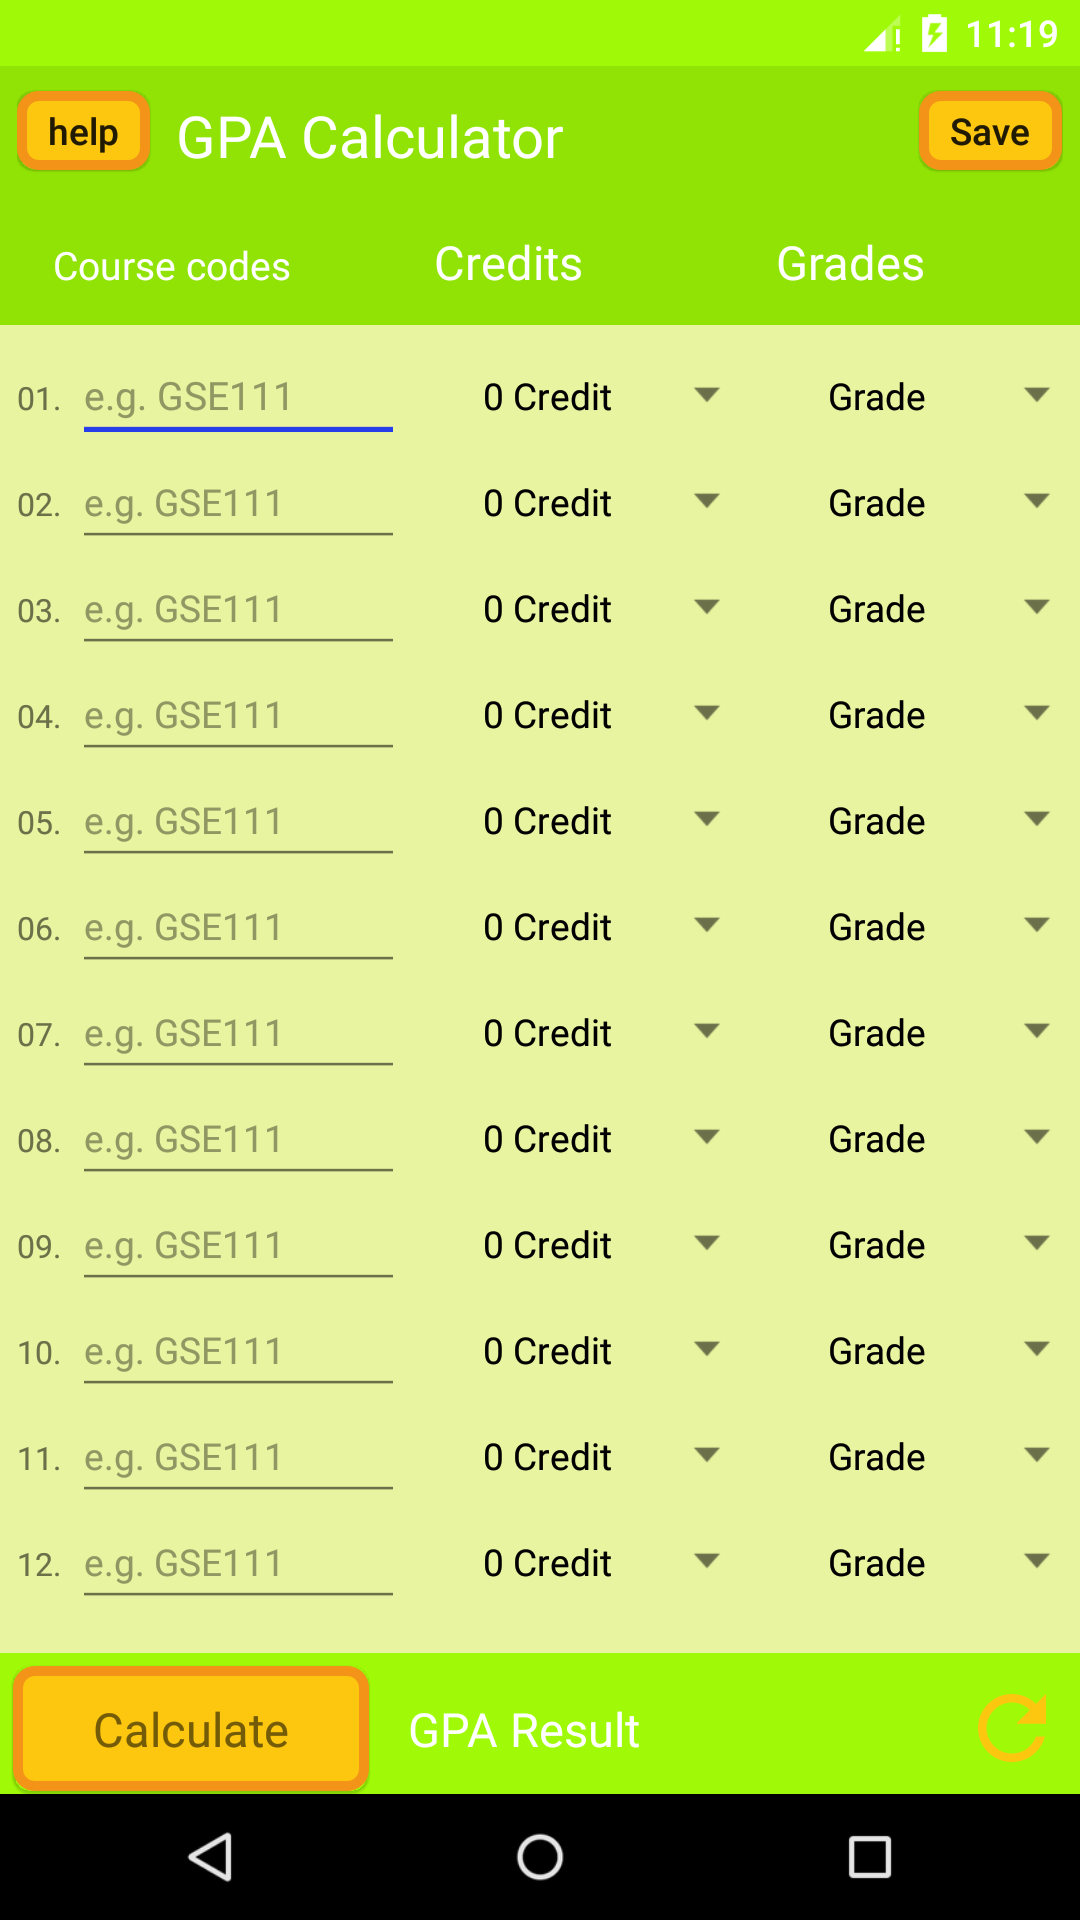 11:19
help GPA Calculator Save
Course codes Credits Grades
01. e.g. GSE111 0 Credit Grade
02. e.g. GSE111 0 Credit Grade
03. e.g. GSE111 0 Credit Grade
04. e.g. GSE111 0 Credit Grade
05. e.g. GSE111 0 Credit Grade
06. e.g. GSE111 0 Credit Grade
07. e.g. GSE111 0 Credit Grade
08. e.g. GSE111 0 Credit Grade
09. e.g. GSE111 0 Credit Grade
10. e.g. GSE111 0 Credit Grade
11. e.g. GSE111 0 Credit Grade
12. e.g. GSE111 0 Credit Grade
Calculate GPA Result